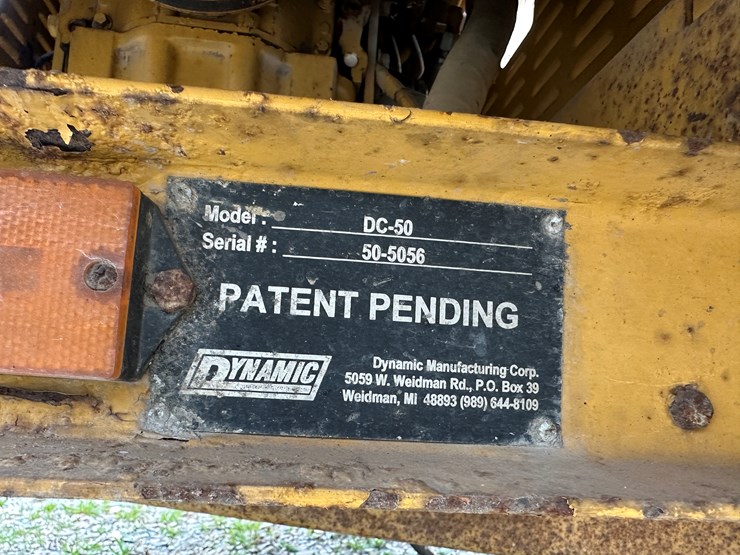 Model : DC-50
Serial # : 50-5056
PATENT PENDING
DYNAMIC
Dynamic Manufacturing Corp.
5059 W. Weidman Rd., P.O. Box 39
Weidman, Mi 48893 (989) 644-8109